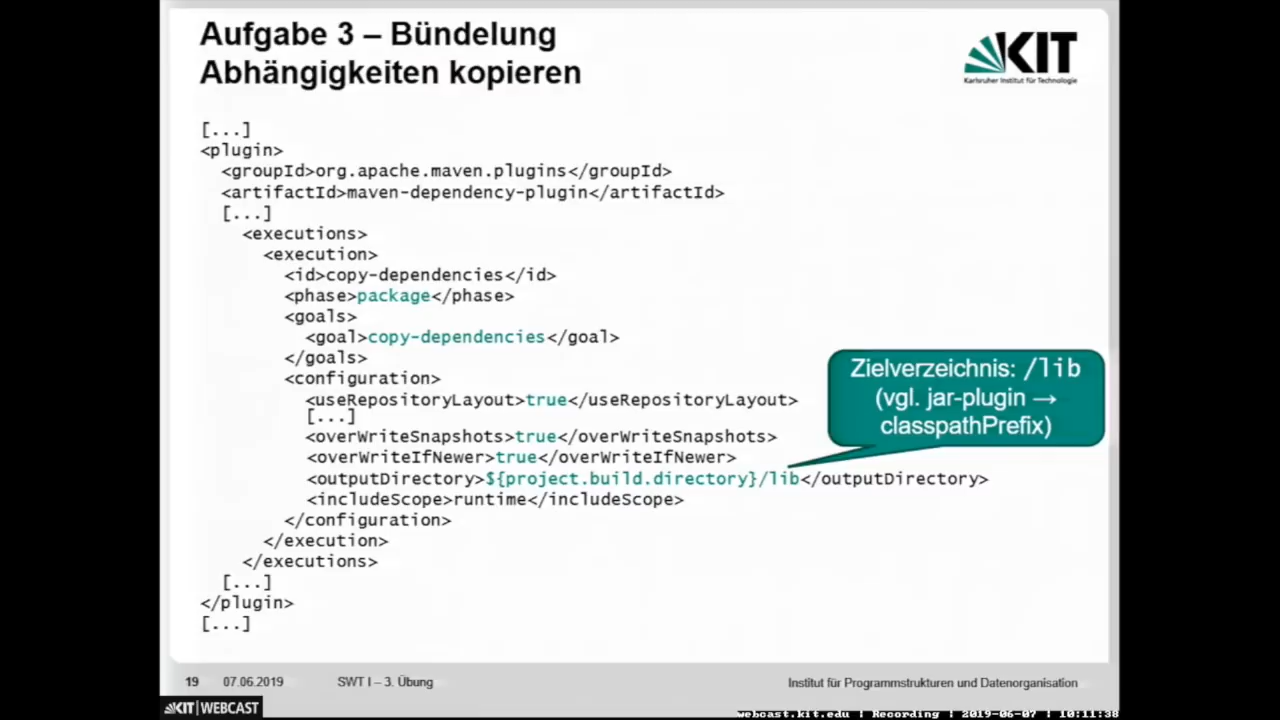 Aufgabe 3 – Bündelung
Abhängigkeiten kopieren
KIT
Karlsruher Institut für Technologie
[...]
<plugin>
<groupId>org.apache.maven.plugins</groupId>
<artifactId>maven-dependency-plugin</artifactId>
[...]
<executions>
<execution>
<id>copy-dependencies</id>
<phase>package</phase>
<goals>
<goal>copy-dependencies</goal>
</goals>
<configuration>
<useRepositoryLayout>true</useRepositoryLayout>
[...]
<overWriteSnapshots>true</overWriteSnapshots>
<overWriteIfNewer>true</overWriteIfNewer>
<outputDirectory>${project.build.directory}/lib</outputDirectory>
<includeScope>runtime</includeScope>
</configuration>
</execution>
</executions>
[...]
</plugin>
[...]
Zielverzeichnis: /lib
(vgl. jar-plugin →
classpathPrefix)
19 07.06.2019 SWT I – 3. Übung Institut für Programmstrukturen und Datenorganisation
KIT | WEBCAST
webcast.kit.edu | Recording | 2019-06-07 | 10:11:38